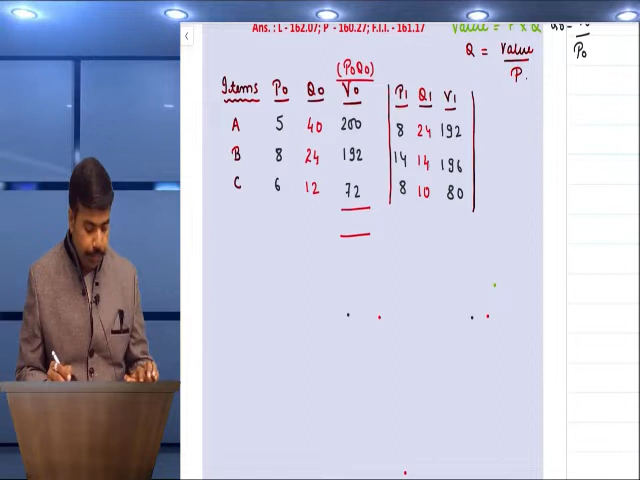 Ans. : L - 162.07; P - 160.27; F.I.I. - 161.17
Value = P × Q
Q = Value / P.
P0
(P0Q0)
Items P0 Q0 V0 P1 Q1 V1
A 5 40 200 8 24 192
B 8 24 192 14 14 196
C 6 12 72 8 10 80